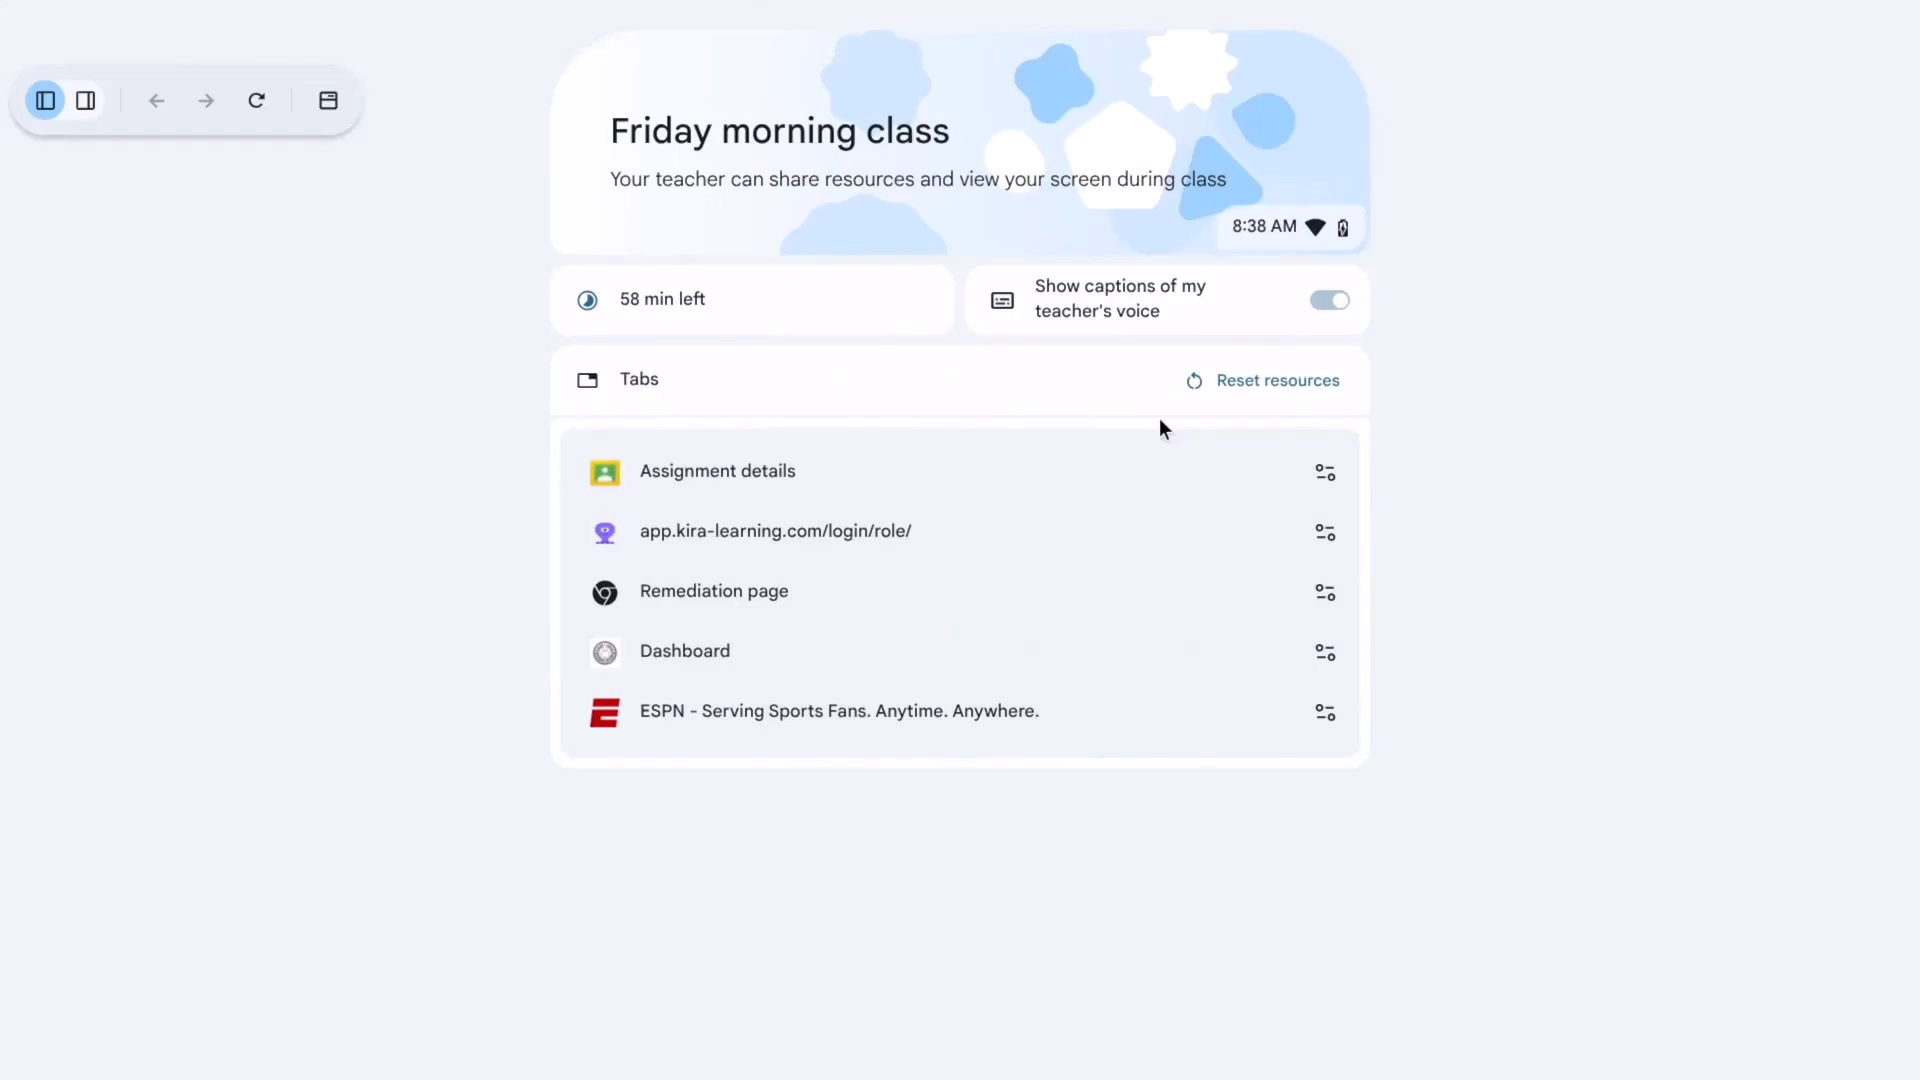 Friday morning class
Your teacher can share resources and view your screen during class
8:38 AM
58 min left
Show captions of my
teacher's voice
Tabs
Reset resources
Assignment details
app.kira-learning.com/login/role/
Remediation page
Dashboard
ESPN - Serving Sports Fans. Anytime. Anywhere.